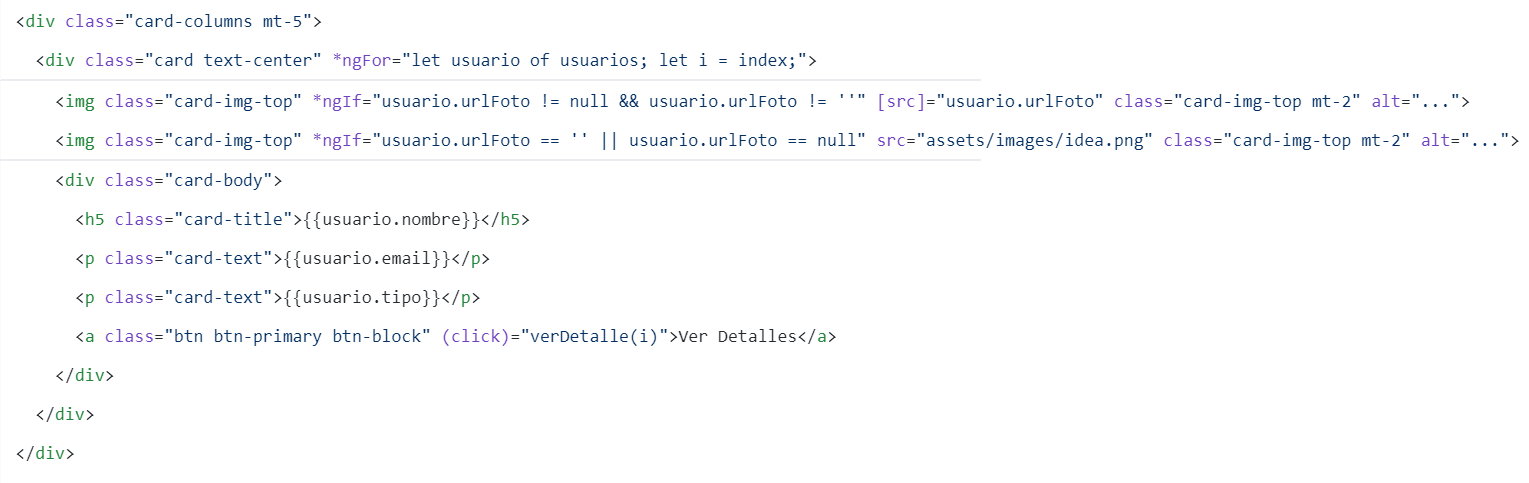 <div class="card-columns mt-5">
<div class="card text-center" *ngFor="let usuario of usuarios; let i = index;">
<img class="card-img-top" *ngIf="usuario.urlFoto != null && usuario.urlFoto != ''" [src]="usuario.urlFoto" class="card-img-top mt-2" alt="...">
<img class="card-img-top" *ngIf="usuario.urlFoto == '' || usuario.urlFoto == null" src="assets/images/idea.png" class="card-img-top mt-2" alt="...">
<div class="card-body">
<h5 class="card-title">{{usuario.nombre}}</h5>
<p class="card-text">{{usuario.email}}</p>
<p class="card-text">{{usuario.tipo}}</p>
<a class="btn btn-primary btn-block" (click)="verDetalle(i)">Ver Detalles</a>
</div>
</div>
</div>